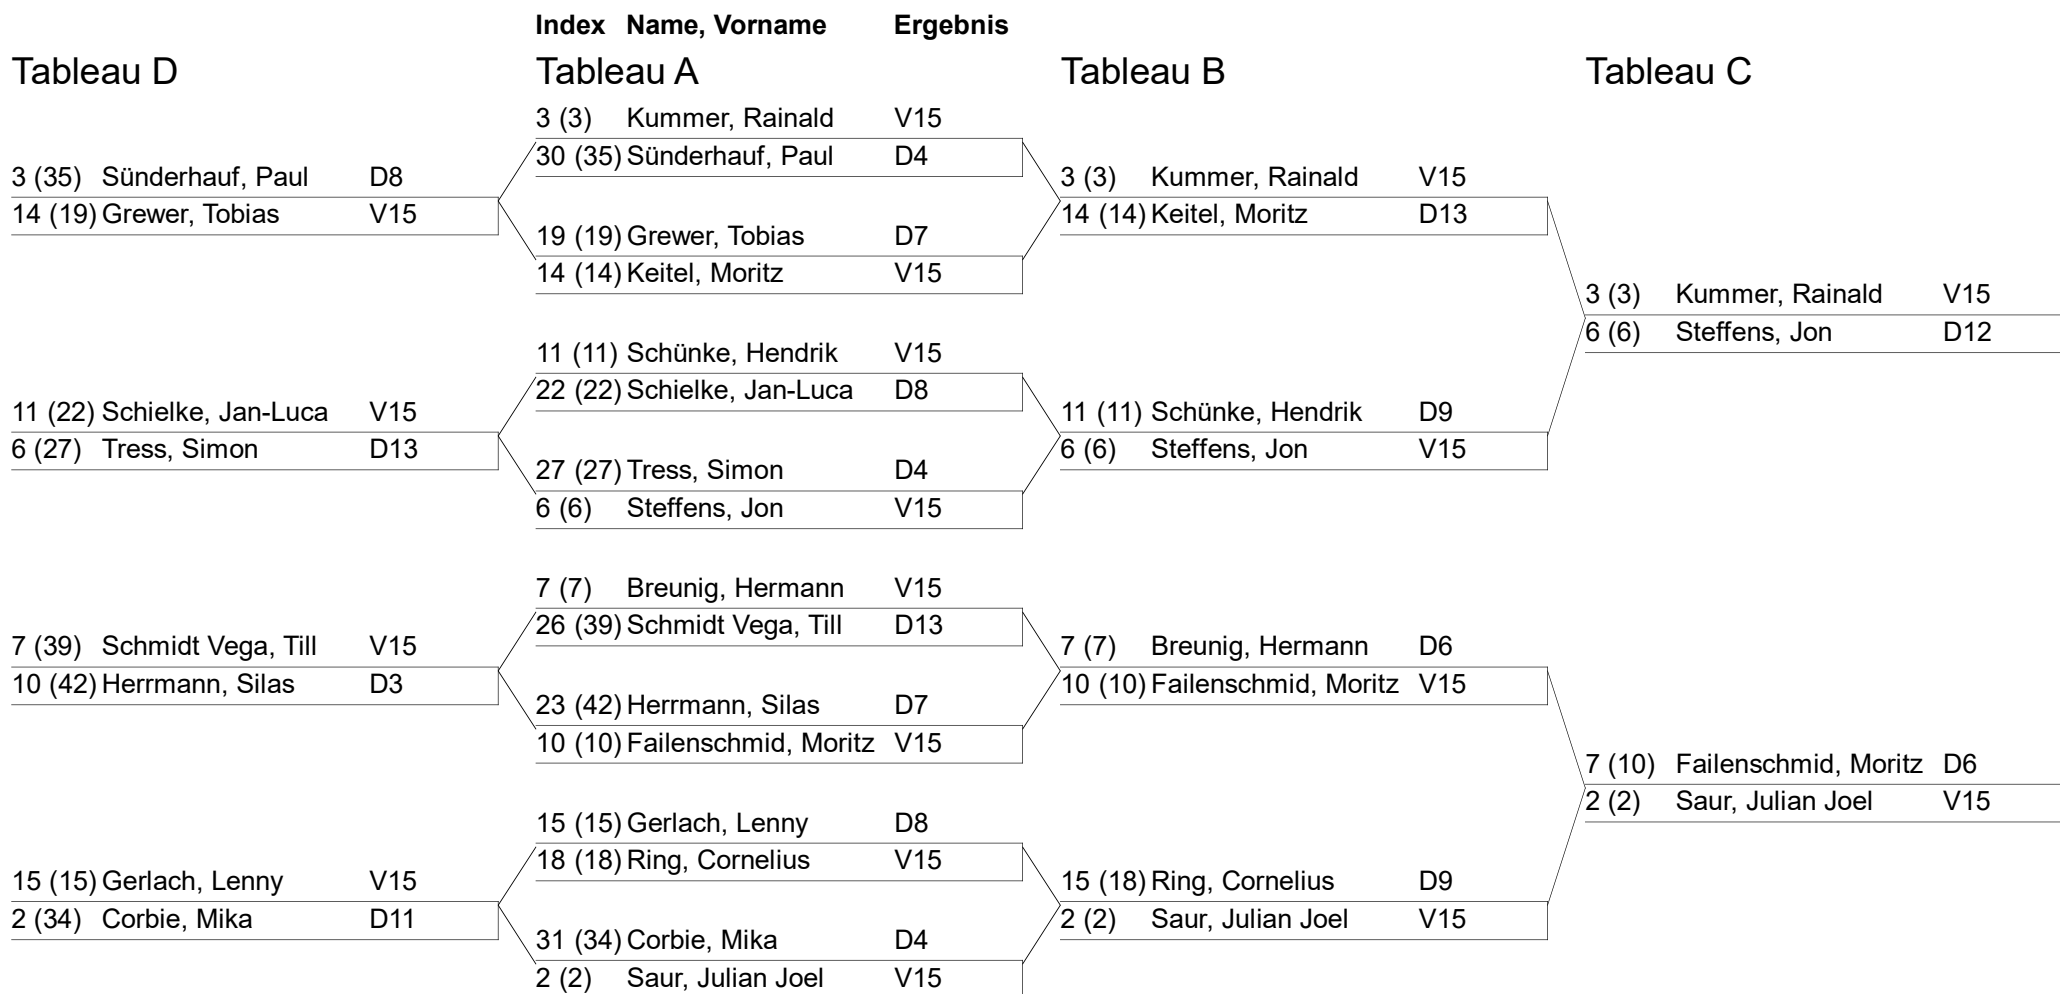 Index Name, Vorname Ergebnis
Tableau D Tableau A Tableau B Tableau C
3 (3) Kummer, Rainald V15
30 (35) Sünderhauf, Paul D4
3 (35) Sünderhauf, Paul D8 3 (3) Kummer, Rainald V15
14 (19) Grewer, Tobias V15 14 (14) Keitel, Moritz D13
19 (19) Grewer, Tobias D7
14 (14) Keitel, Moritz V15
3 (3) Kummer, Rainald V15
6 (6) Steffens, Jon D12
11 (11) Schünke, Hendrik V15
22 (22) Schielke, Jan-Luca D8
11 (22) Schielke, Jan-Luca V15 11 (11) Schünke, Hendrik D9
6 (27) Tress, Simon D13 6 (6) Steffens, Jon V15
27 (27) Tress, Simon D4
6 (6) Steffens, Jon V15
7 (7) Breunig, Hermann V15
26 (39) Schmidt Vega, Till D13
7 (39) Schmidt Vega, Till V15 7 (7) Breunig, Hermann D6
10 (42) Herrmann, Silas D3 10 (10) Failenschmid, Moritz V15
23 (42) Herrmann, Silas D7
10 (10) Failenschmid, Moritz V15
7 (10) Failenschmid, Moritz D6
2 (2) Saur, Julian Joel V15
15 (15) Gerlach, Lenny D8
18 (18) Ring, Cornelius V15
15 (15) Gerlach, Lenny V15 15 (18) Ring, Cornelius D9
2 (34) Corbie, Mika D11 2 (2) Saur, Julian Joel V15
31 (34) Corbie, Mika D4
2 (2) Saur, Julian Joel V15